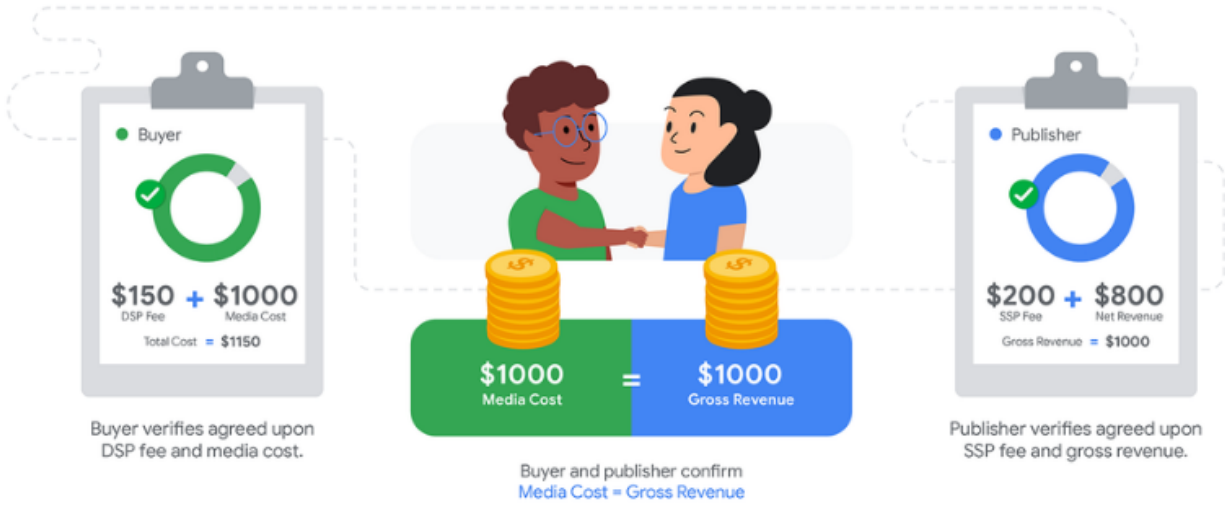 Buyer
$150 + $1000
DSP Fee Media Cost
Total Cost = $1150
Buyer verifies agreed upon
DSP fee and media cost.
$ $
$1000 = $1000
Media Cost Gross Revenue
Buyer and publisher confirm
Media Cost = Gross Revenue
Publisher
$200 + $800
SSP Fee Net Revenue
Gross Revenue = $1000
Publisher verifies agreed upon
SSP fee and gross revenue.